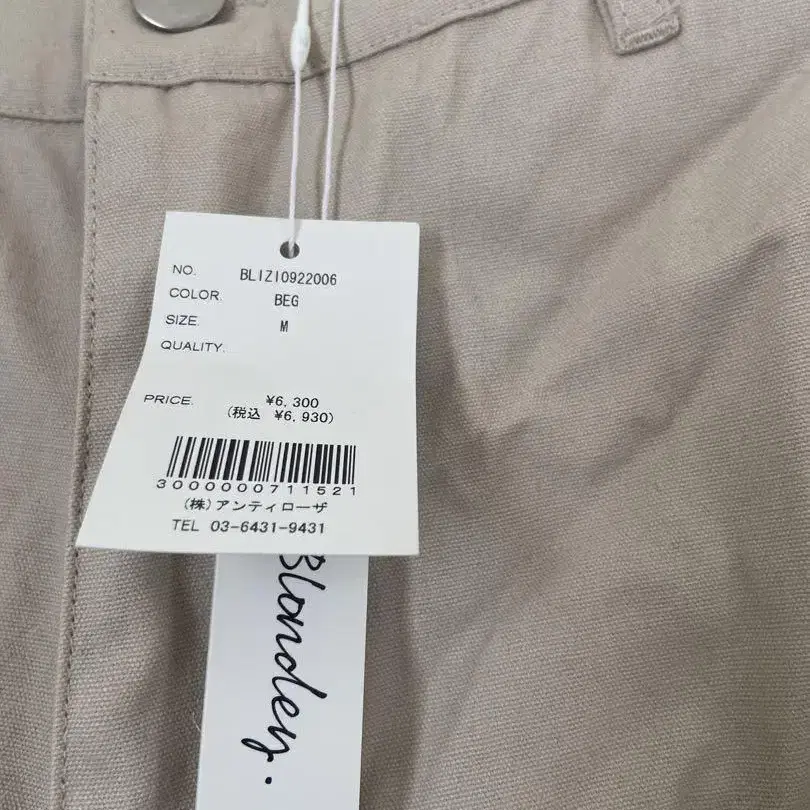 NO. BLIZI0922006
COLOR. BEG
SIZE. M
QUALITY.
PRICE. ¥6,300
(税込 ¥6,930)
3000000711521
(株)アンティローザ
TEL 03-6431-9431
Blondey.